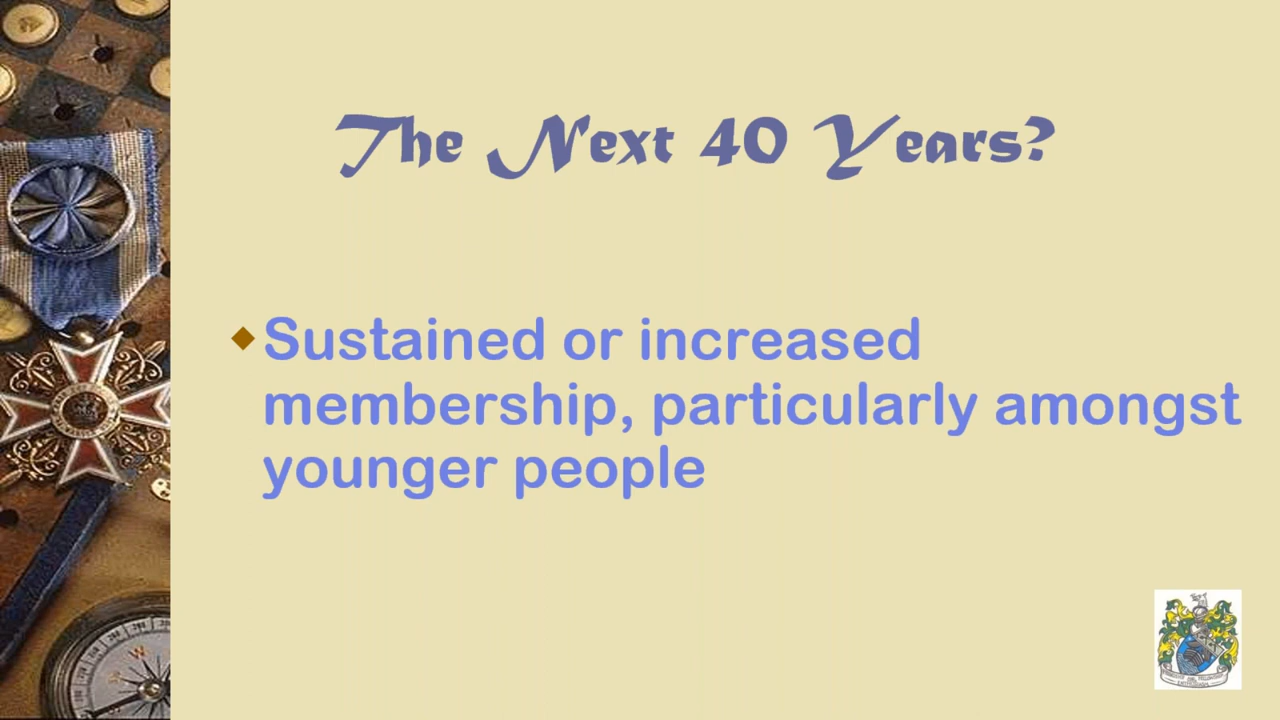 The Next 40 Years?
Sustained or increased
membership, particularly amongst
younger people